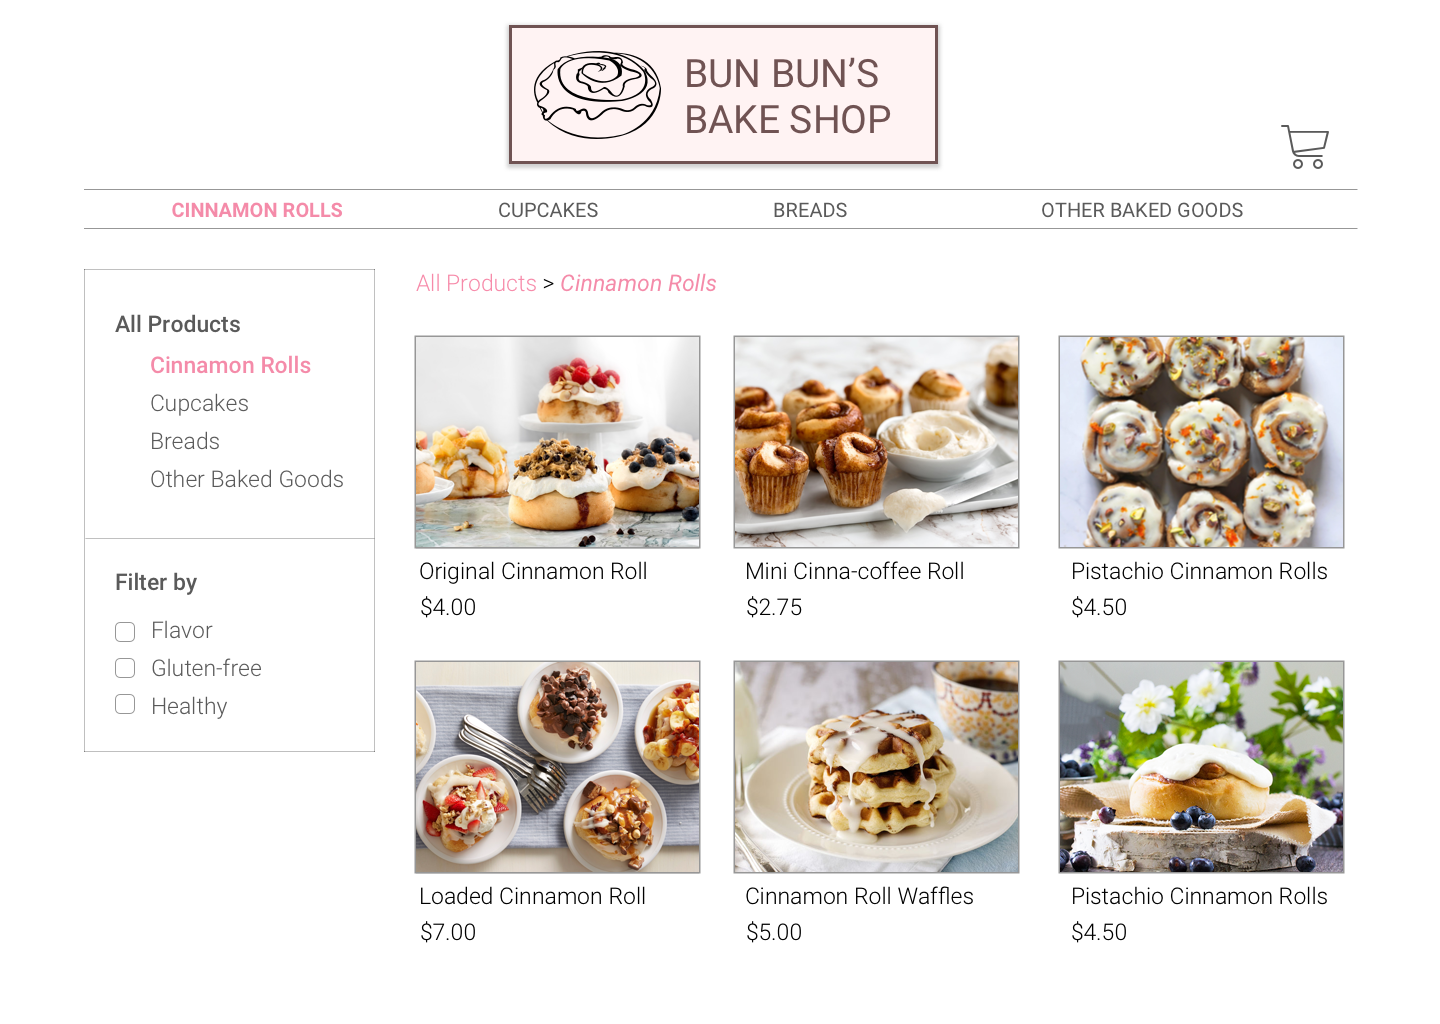 BUN BUN’S
BAKE SHOP
CINNAMON ROLLS
CUPCAKES
BREADS
OTHER BAKED GOODS
All Products
Cinnamon Rolls
Cupcakes
Breads
Other Baked Goods
Filter by
Flavor
Gluten-free
Healthy
All Products > Cinnamon Rolls
Original Cinnamon Roll
$4.00
Mini Cinna-coffee Roll
$2.75
Pistachio Cinnamon Rolls
$4.50
Loaded Cinnamon Roll
$7.00
Cinnamon Roll Waffles
$5.00
Pistachio Cinnamon Rolls
$4.50